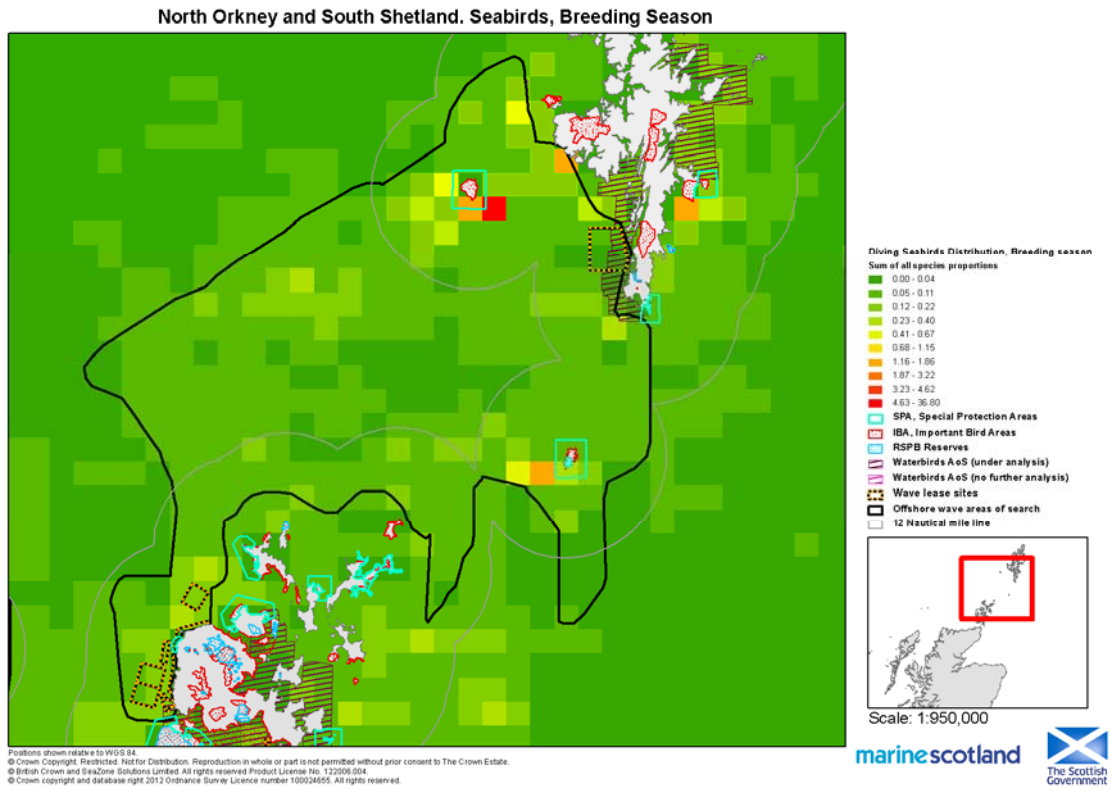 North Orkney and South Shetland. Seabirds, Breeding Season
Diving Seabirds Distribution, Breeding season
Sum of all species proportions
0.00 - 0.04
0.05 - 0.11
0.12 - 0.22
0.23 - 0.40
0.41 - 0.67
0.68 - 1.15
1.16 - 1.86
1.87 - 3.22
3.23 - 4.62
4.63 - 36.80
SPA, Special Protection Areas
IBA, Important Bird Areas
RSPB Reserves
Waterbirds AoS (under analysis)
Waterbirds AoS (no further analysis)
Wave lease sites
Offshore wave areas of search
12 Nautical mile line
Scale: 1:950,000
Positions shown relative to WGS 84.
© Crown Copyright. Restricted. Not for Distribution. Reproduction in whole or part is not permitted without prior consent to The Crown Estate.
© British Crown and SeaZone Solutions Limited. All rights reserved Product License No. 122006.004.
© Crown copyright and database right 2012 Ordnance Survey Licence number 100024655. All rights reserved.
marinescotland
The Scottish
Government